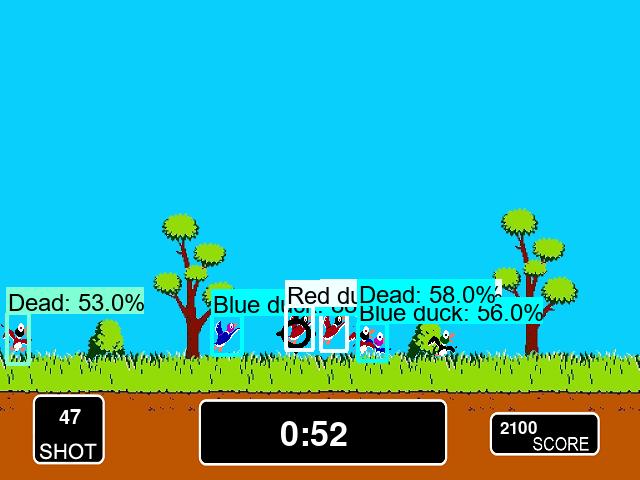 Dead: 53.0%
Blue duck:
Red du
Dead: 58.0%
Blue duck: 56.0%
47
SHOT
0:52
2100
SCORE